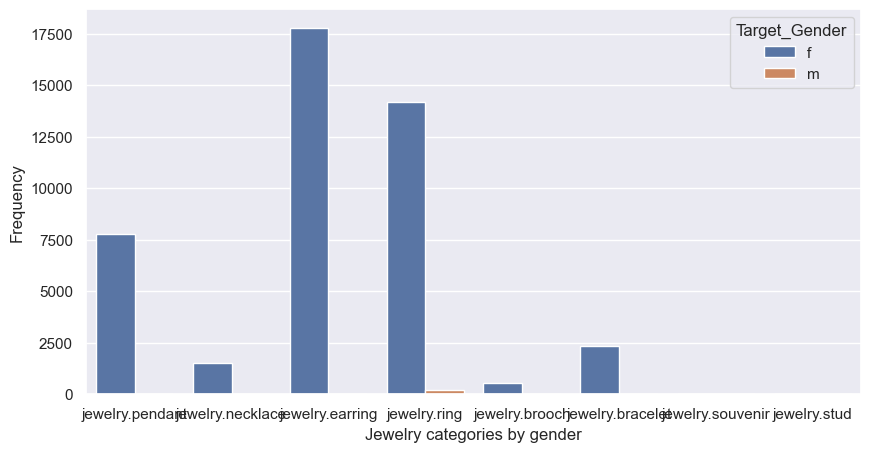 17500
15000
12500
10000
7500
5000
2500
0
Frequency
Target_Gender
f
m
jewelry.pendant
jewelry.necklace
jewelry.earring
jewelry.ring
jewelry.brooch
jewelry.bracelet
jewelry.souvenir
jewelry.stud
Jewelry categories by gender